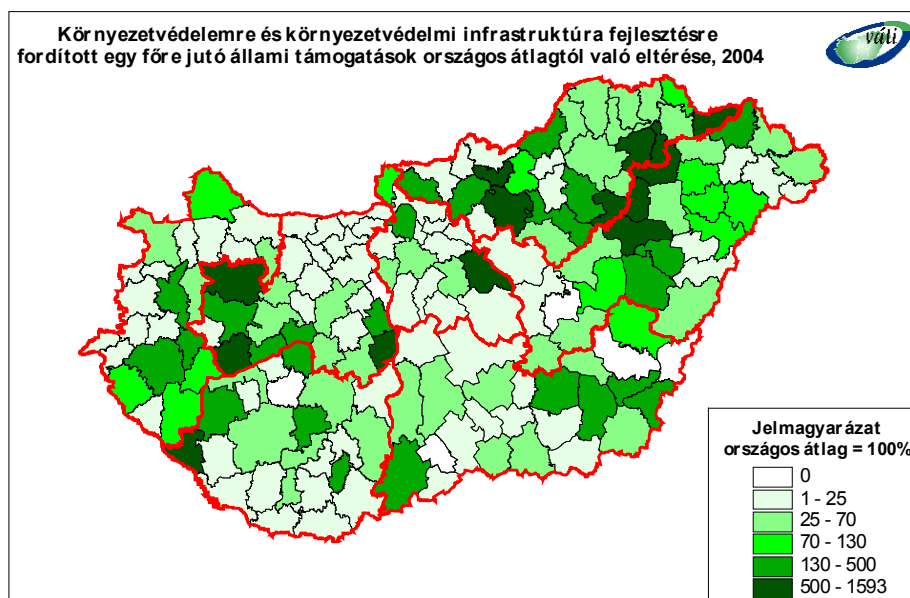 Környezetvédelemre és környezetvédelmi infrastruktúra fejlesztésre
fordított egy főre jutó állami támogatások országos átlagtól való eltérése, 2004
váti
Jelmagyarázat
országos átlag = 100%
0
1 - 25
25 - 70
70 - 130
130 - 500
500 - 1593